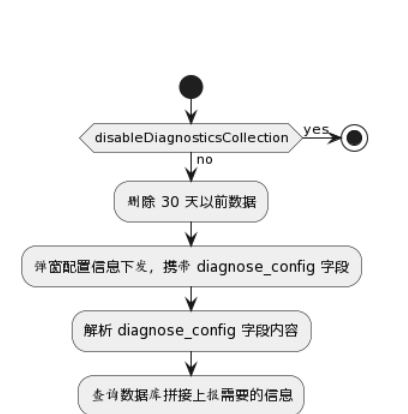 disableDiagnosticsCollection
yes
no
删除 30 天以前数据
弹窗配置信息下发，携带 diagnose_config 字段
解析 diagnose_config 字段内容
查询数据库拼接上报需要的信息